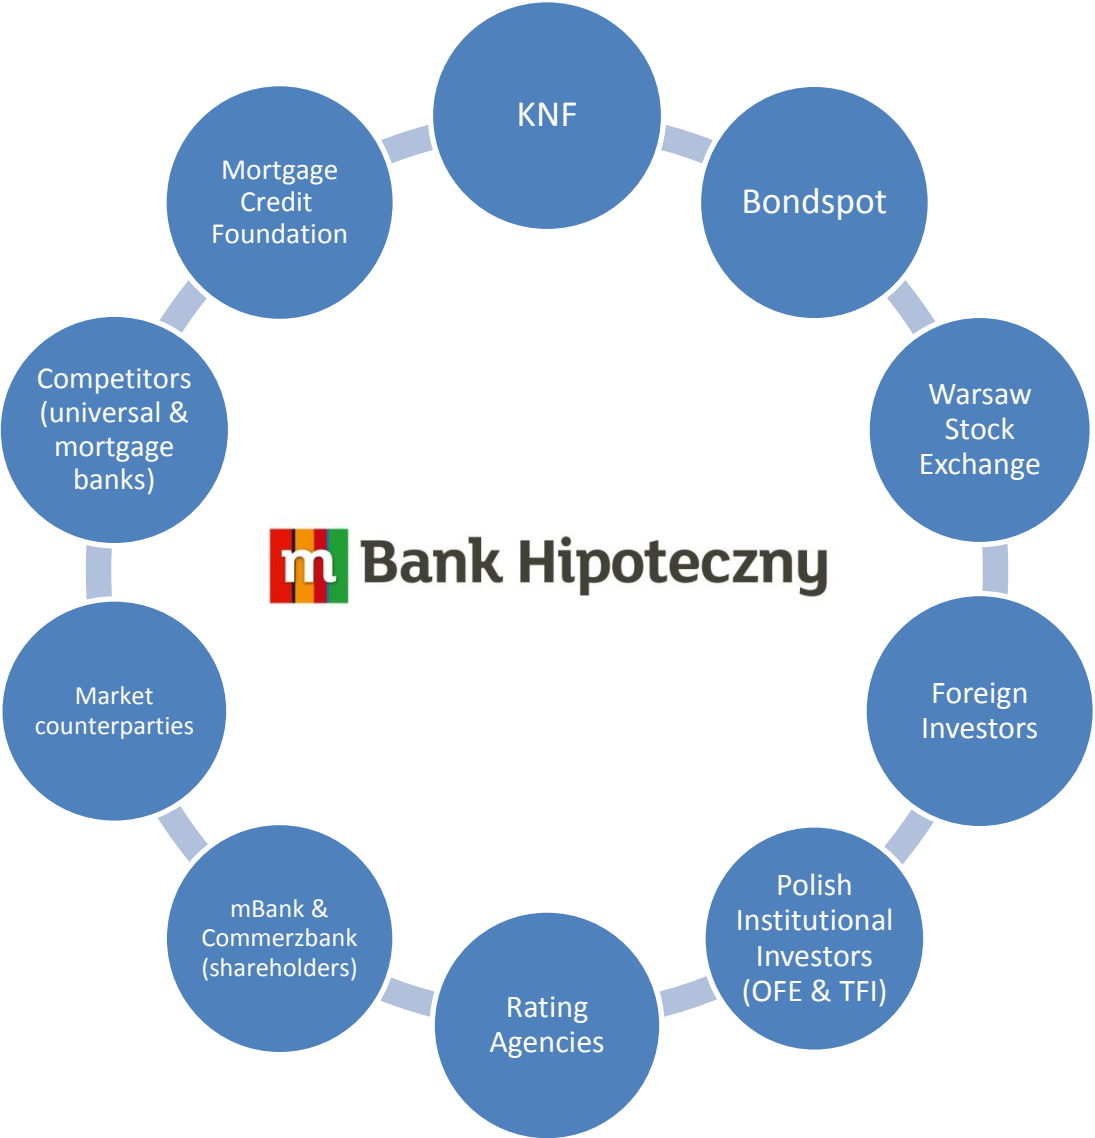 KNF
Bondspot
Warsaw
Stock
Exchange
Foreign
Investors
Polish
Institutional
Investors
(OFE & TFI)
Rating
Agencies
mBank &
Commerzbank
(shareholders)
Market
counterparties
Competitors
(universal &
mortgage
banks)
Mortgage
Credit
Foundation
m Bank Hipoteczny